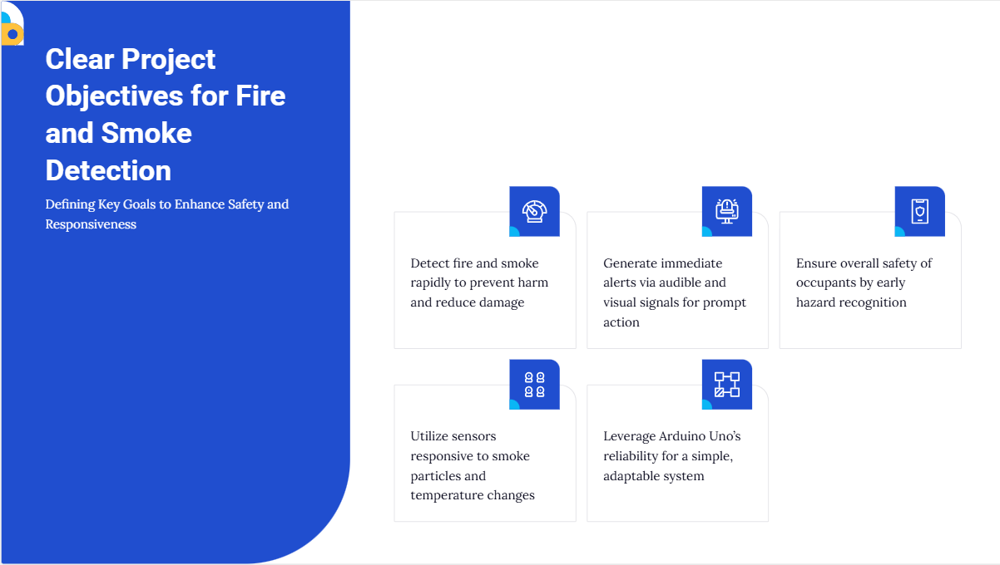 Clear Project
Objectives for Fire
and Smoke
Detection
Defining Key Goals to Enhance Safety and
Responsiveness
Detect fire and smoke
rapidly to prevent harm
and reduce damage
Generate immediate
alerts via audible and
visual signals for prompt
action
Ensure overall safety of
occupants by early
hazard recognition
Utilize sensors
responsive to smoke
particles and
temperature changes
Leverage Arduino Uno’s
reliability for a simple,
adaptable system